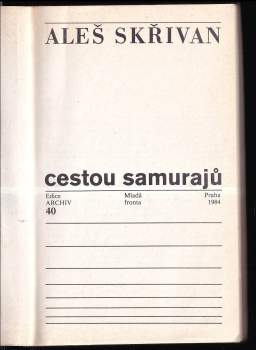 ALEŠ SKŘIVAN
cestou samurajů
Edice Mladá Praha
ARCHIV fronta 1984
40